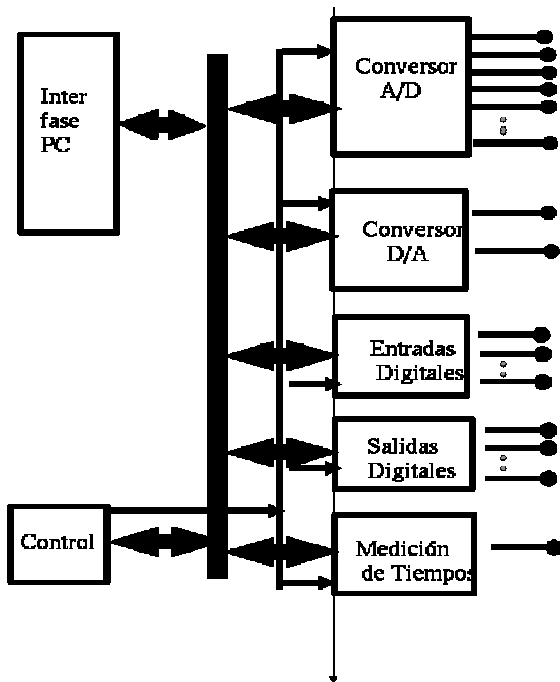 Inter
fase
PC
Conversor
A/D
Conversor
D/A
Entradas
Digitales
Salidas
Digitales
Control
Medición
de Tiempos